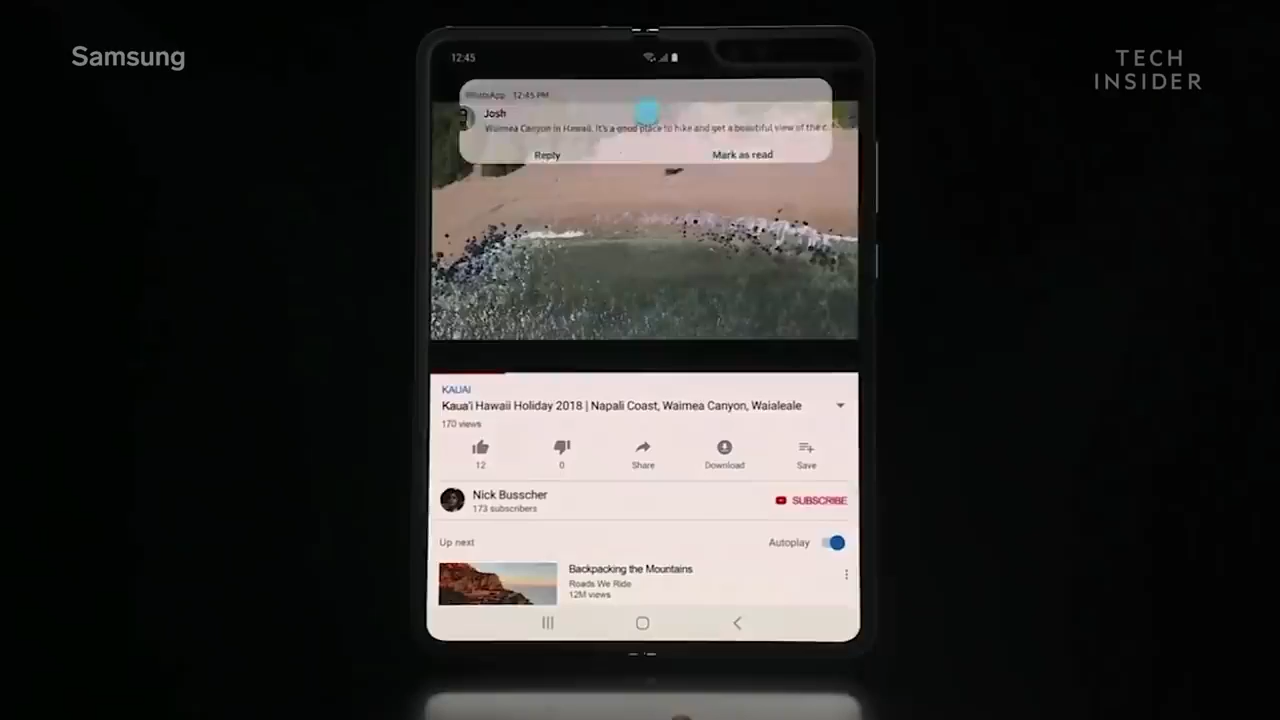 Samsung
TECH
INSIDER
12:45
WhatsApp · 12:45 PM
Josh
Waimea Canyon in Hawaii. It's a good place to hike and get a beautiful view of the c
Reply
Mark as read
KAUAI
Kaua'i Hawaii Holiday 2018 | Napali Coast, Waimea Canyon, Waialeale
170 views
12
0
Share
Download
Save
Nick Busscher
173 subscribers
SUBSCRIBE
Up next
Autoplay
Backpacking the Mountains
Roads We Ride
12M views